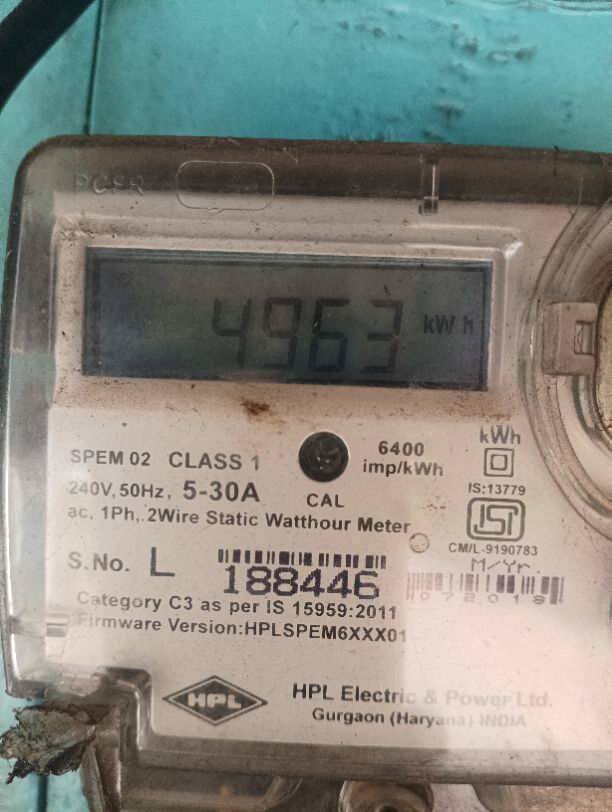 4963 kWh
SPEM 02 CLASS 1
6400
imp/kWh
kWh
IS:13779
240V, 50Hz, 5-30A
CAL
ac, 1Ph,. 2Wire Static Watthour Meter
CM/L-9190783
M/Yr.
S.No. L 188446
072018
Category C3 as per IS 15959:2011
Firmware Version:HPLSPEM6XXX01
HPL
HPL Electric & Power Ltd.
Gurgaon (Haryana) INDIA